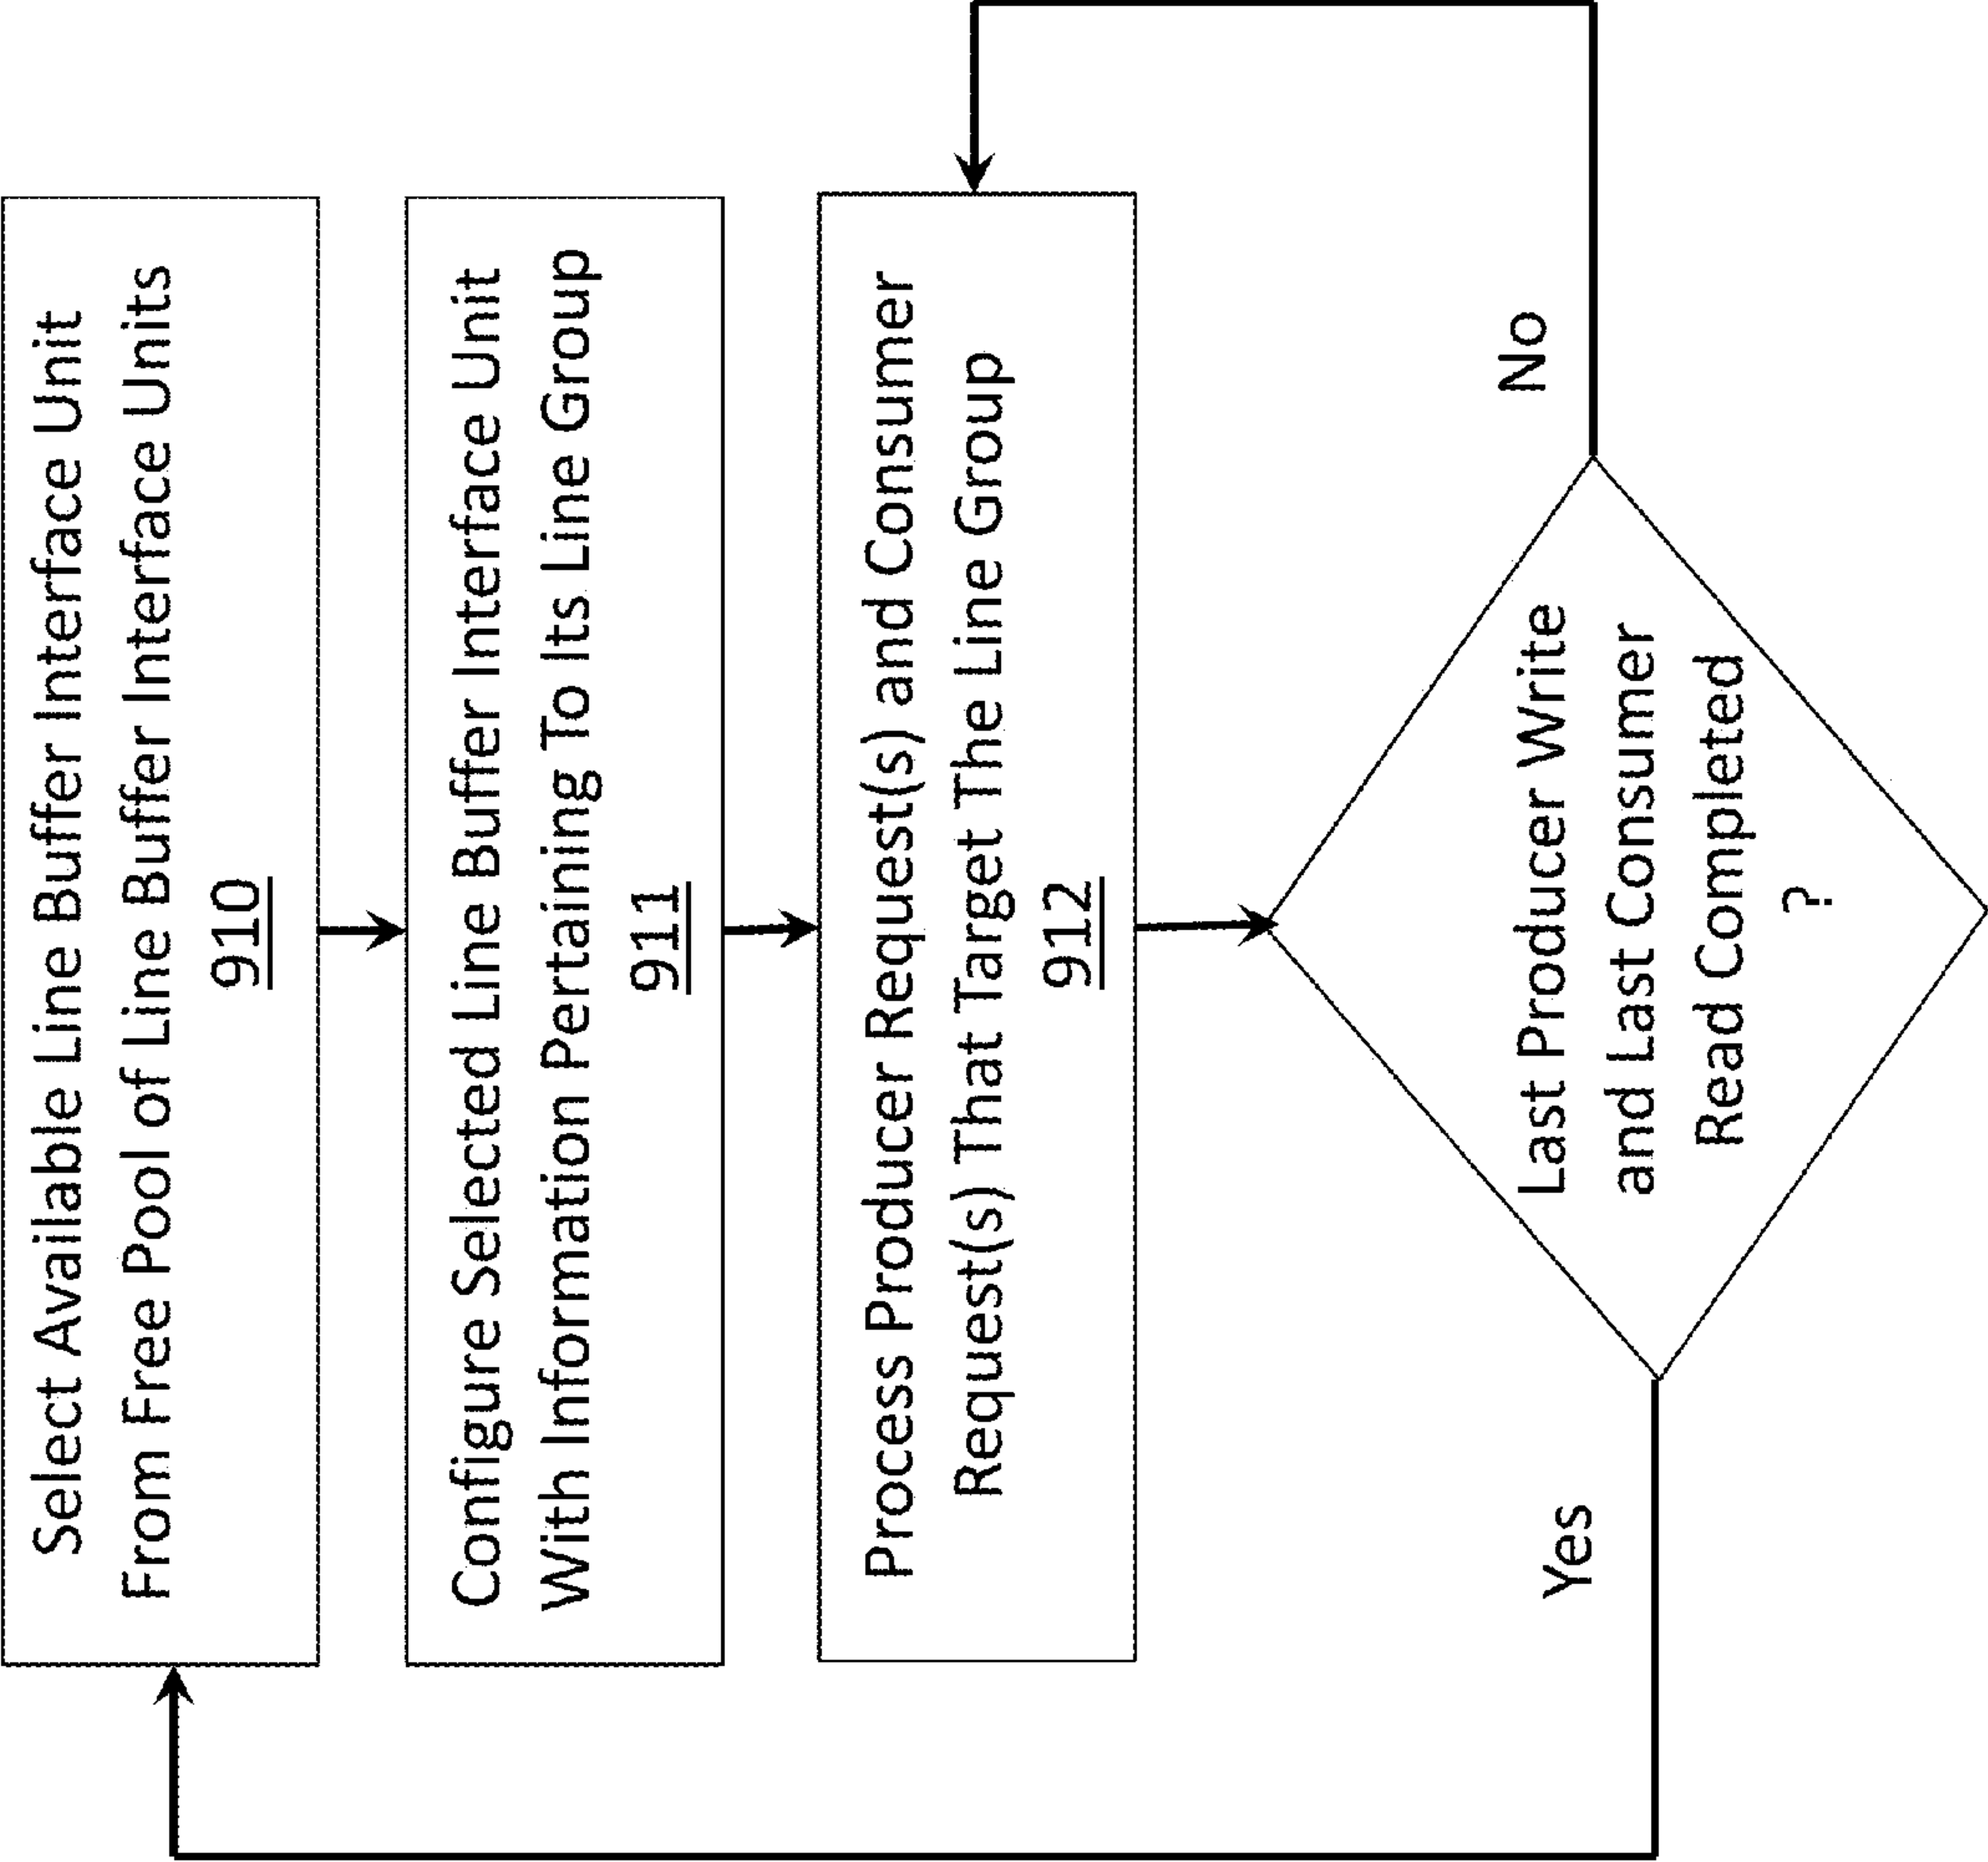 Select Available Line Buffer Interface Unit
From Free Pool of Line Buffer Interface Units
910
Configure Selected Line Buffer Interface Unit
With Information Pertaining To Its Line Group
911
Process Producer Request(s) and Consumer
Request(s) That Target The Line Group
912
Last Producer Write
and Last Consumer
Read Completed
?
Yes
No